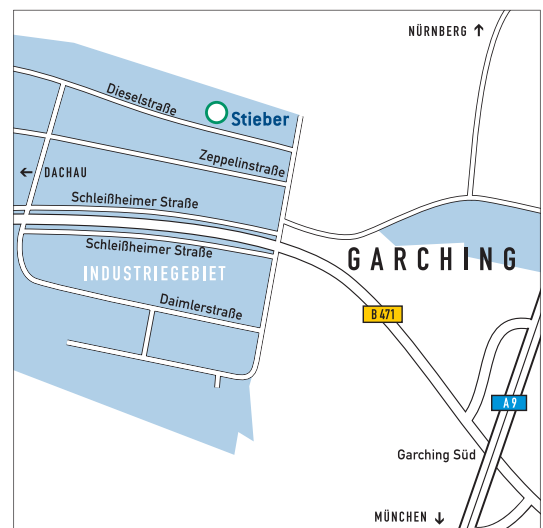 NÜRNBERG ↑
Dieselstraße
Stieber
Zeppelinstraße
← DACHAU
Schleißheimer Straße
Schleißheimer Straße
GARCHING
INDUSTRIEGEBIET
Daimlerstraße
B 471
A 9
Garching Süd
MÜNCHEN ↓